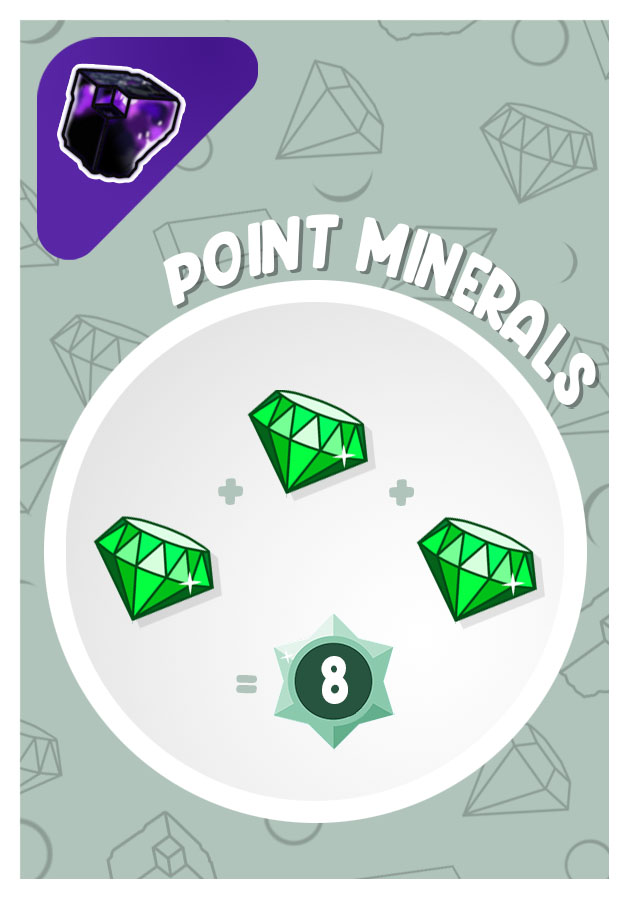 POINT MINERALS
+ +
= 8